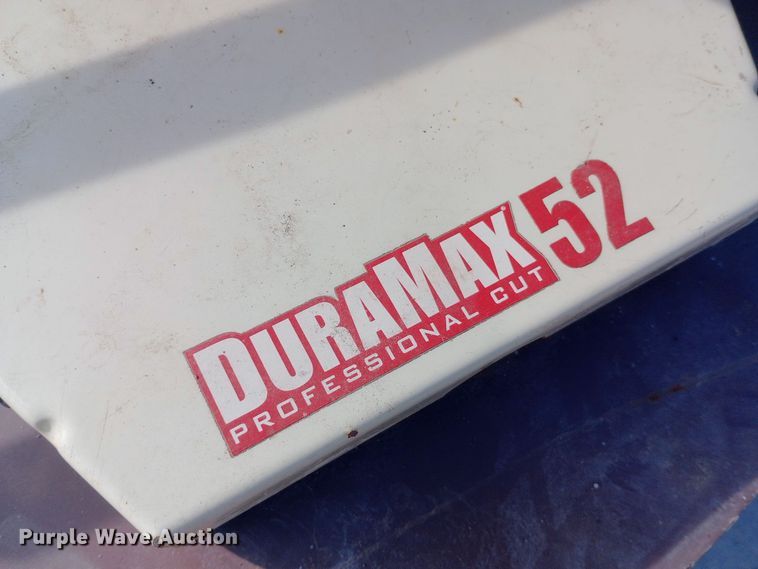 DURAMAX 52
PROFESSIONAL CUT
Purple Wave Auction